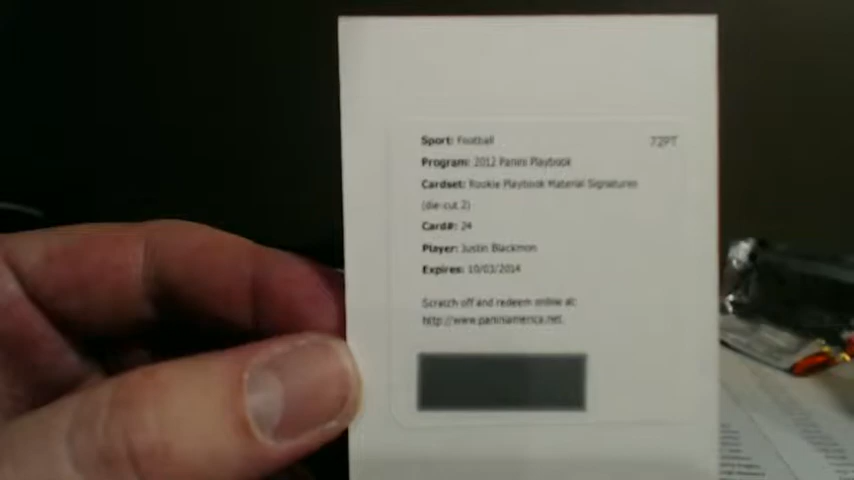 Sport: Football 72PT
Program: 2012 Panini Playbook
Cardset: Rookie Playbook Material Signatures
(die-cut 2)
Card#: 24
Player: Justin Blackmon
Expires: 10/03/2014
Scratch off and redeem online at:
http://www.paniniamerica.net